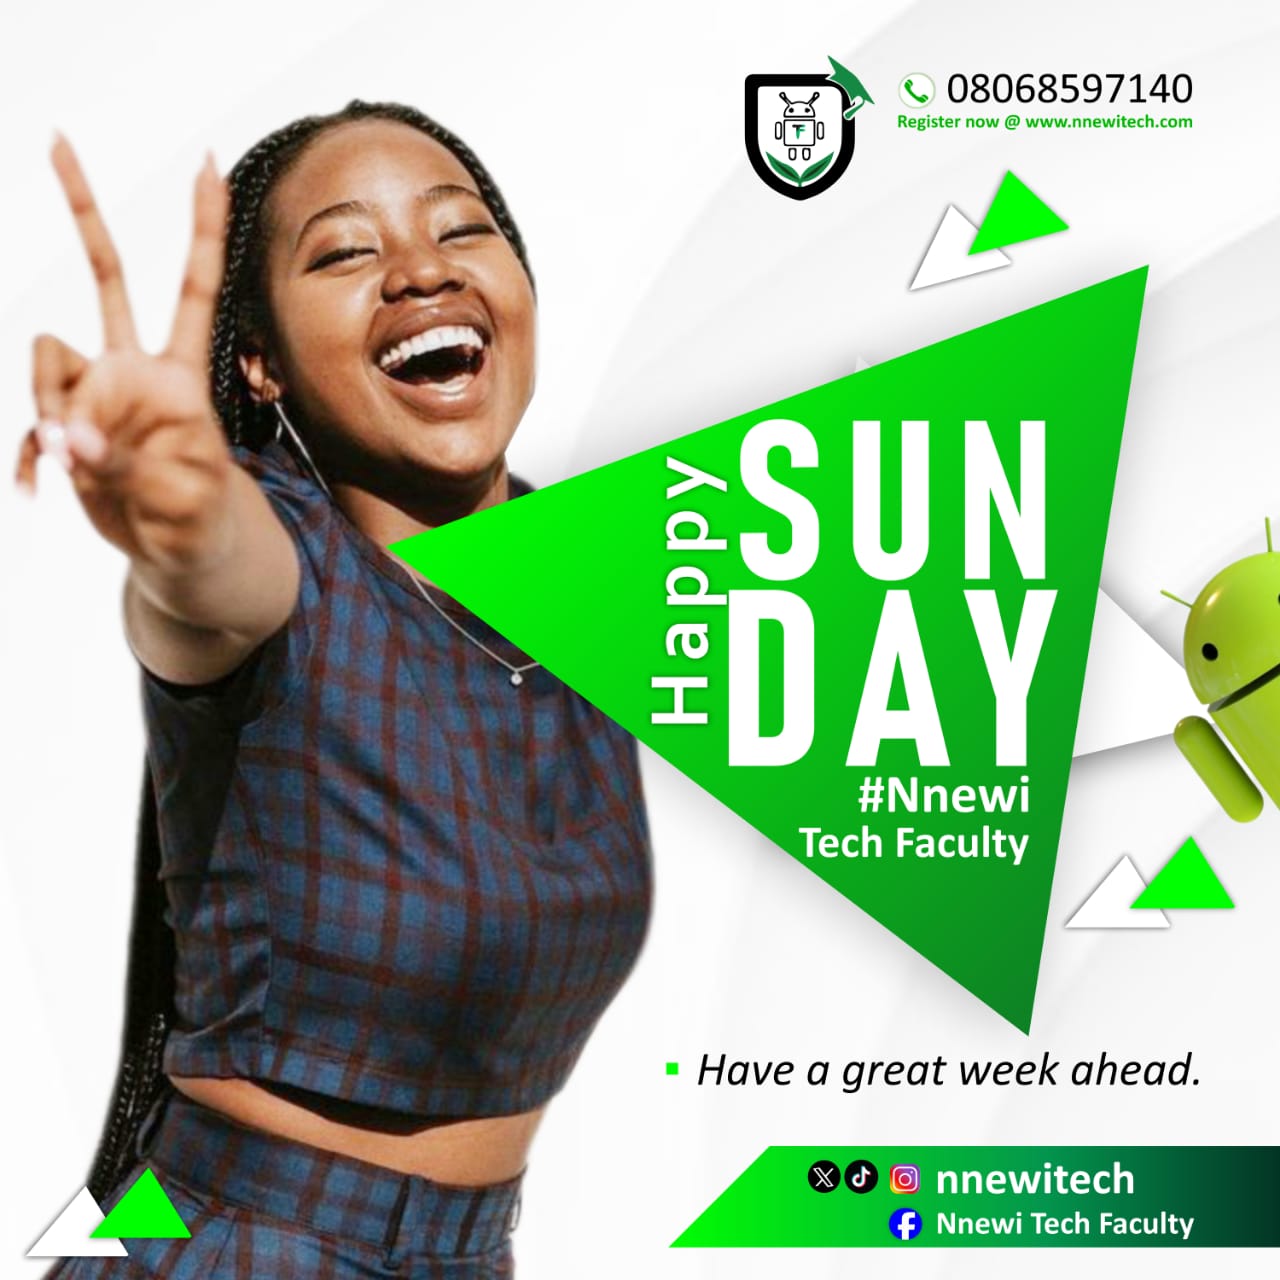 TF
08068597140
Register now @ www.nnewitech.com
Happy
SUN
DAY
#Nnewi
Tech Faculty
Have a great week ahead.
nnewitech
Nnewi Tech Faculty